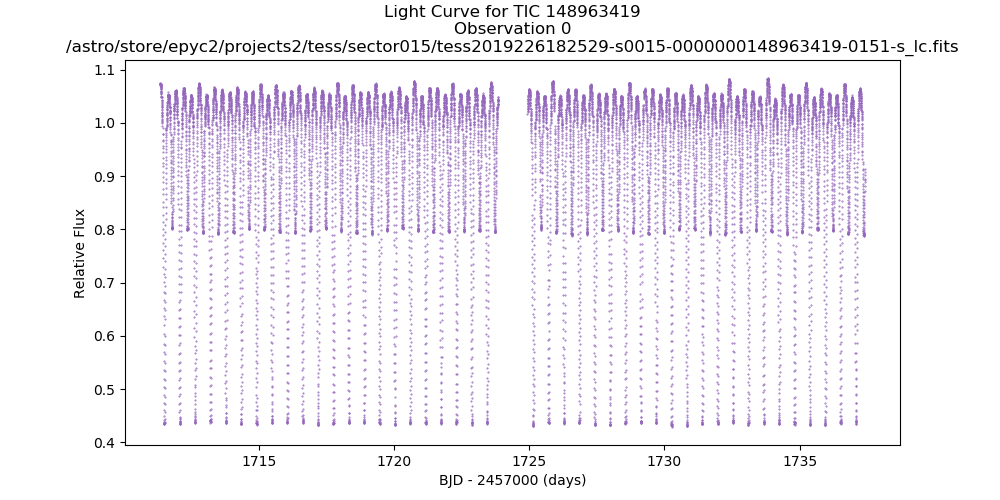 Light Curve for TIC 148963419
Observation 0
/astro/store/epyc2/projects2/tess/sector015/tess2019226182529-s0015-0000000148963419-0151-s_lc.fits
1.1
1.0
0.9
0.8
0.7
0.6
0.5
0.4
Relative Flux
1715
1720
1725
1730
1735
BJD - 2457000 (days)